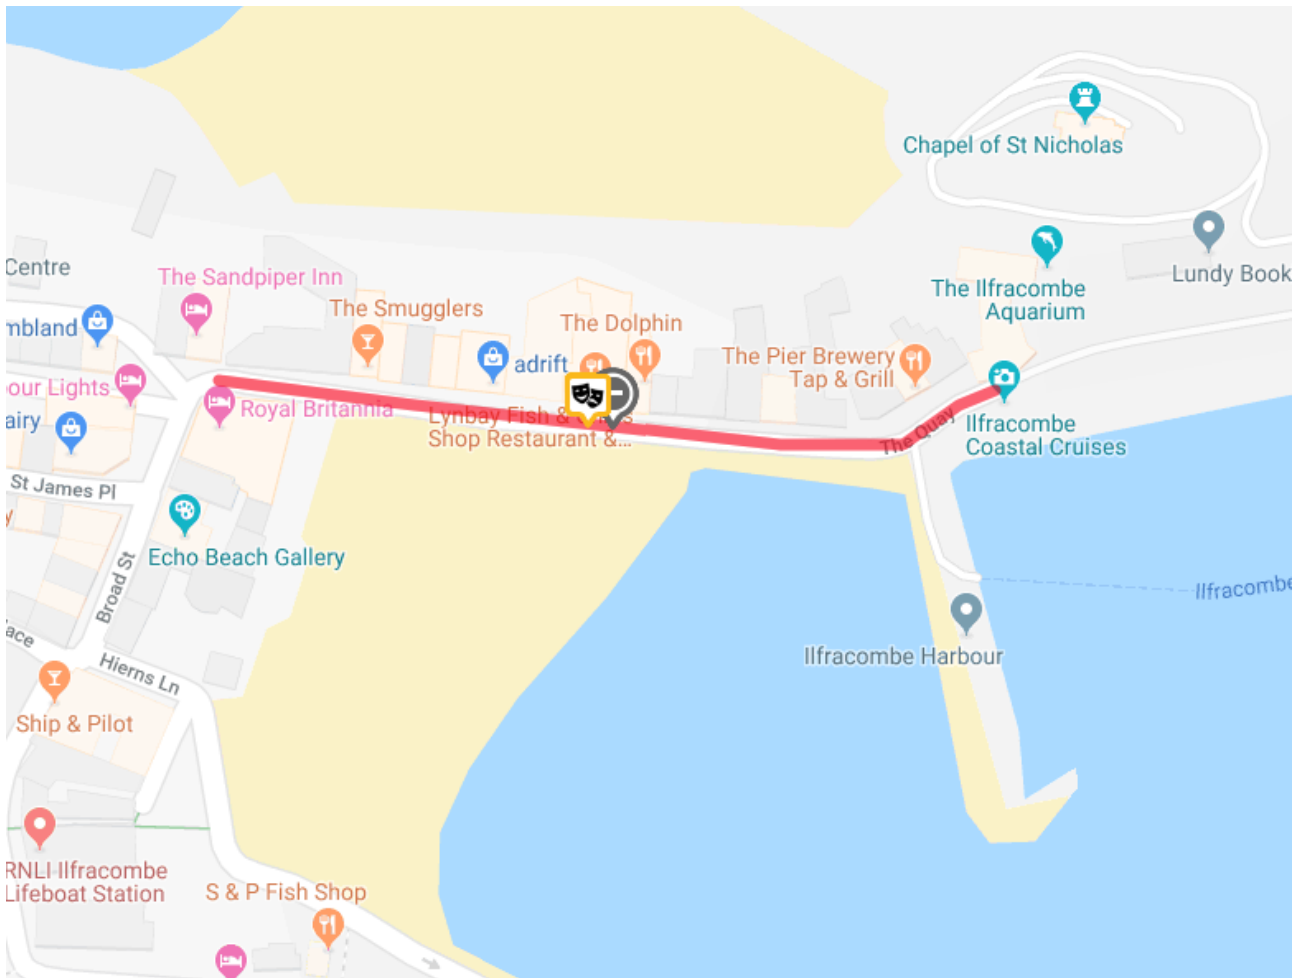 Chapel of St Nicholas
Centre
The Sandpiper Inn
The Smugglers
The Dolphin
The Ilfracombe
Aquarium
Lundy Book
mbland
adrift
The Pier Brewery
Tap & Grill
our Lights
Royal Britannia
Lynbay Fish &
Shop Restaurant &...
The Quay
Ilfracombe
Coastal Cruises
airy
St James Pl
y
Echo Beach Gallery
Broad St
Ilfracombe
ace
Hierns Ln
Ilfracombe Harbour
Ship & Pilot
RNLI Ilfracombe
Lifeboat Station
S & P Fish Shop